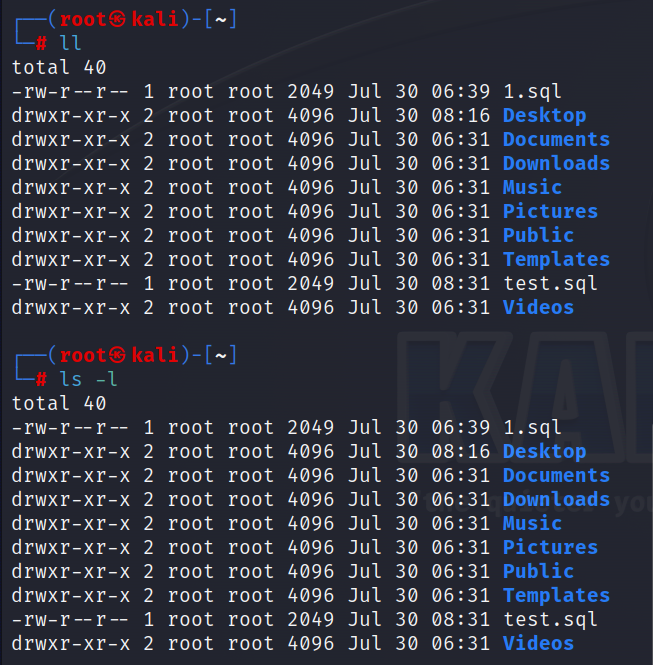 ┌──(root㉿kali)-[~]
└─# ll
total 40
-rw-r--r-- 1 root root 2049 Jul 30 06:39 1.sql
drwxr-xr-x 2 root root 4096 Jul 30 08:16 Desktop
drwxr-xr-x 2 root root 4096 Jul 30 06:31 Documents
drwxr-xr-x 2 root root 4096 Jul 30 06:31 Downloads
drwxr-xr-x 2 root root 4096 Jul 30 06:31 Music
drwxr-xr-x 2 root root 4096 Jul 30 06:31 Pictures
drwxr-xr-x 2 root root 4096 Jul 30 06:31 Public
drwxr-xr-x 2 root root 4096 Jul 30 06:31 Templates
-rw-r--r-- 1 root root 2049 Jul 30 08:31 test.sql
drwxr-xr-x 2 root root 4096 Jul 30 06:31 Videos
┌──(root㉿kali)-[~]
└─# ls -l
total 40
-rw-r--r-- 1 root root 2049 Jul 30 06:39 1.sql
drwxr-xr-x 2 root root 4096 Jul 30 08:16 Desktop
drwxr-xr-x 2 root root 4096 Jul 30 06:31 Documents
drwxr-xr-x 2 root root 4096 Jul 30 06:31 Downloads
drwxr-xr-x 2 root root 4096 Jul 30 06:31 Music
drwxr-xr-x 2 root root 4096 Jul 30 06:31 Pictures
drwxr-xr-x 2 root root 4096 Jul 30 06:31 Public
drwxr-xr-x 2 root root 4096 Jul 30 06:31 Templates
-rw-r--r-- 1 root root 2049 Jul 30 08:31 test.sql
drwxr-xr-x 2 root root 4096 Jul 30 06:31 Videos